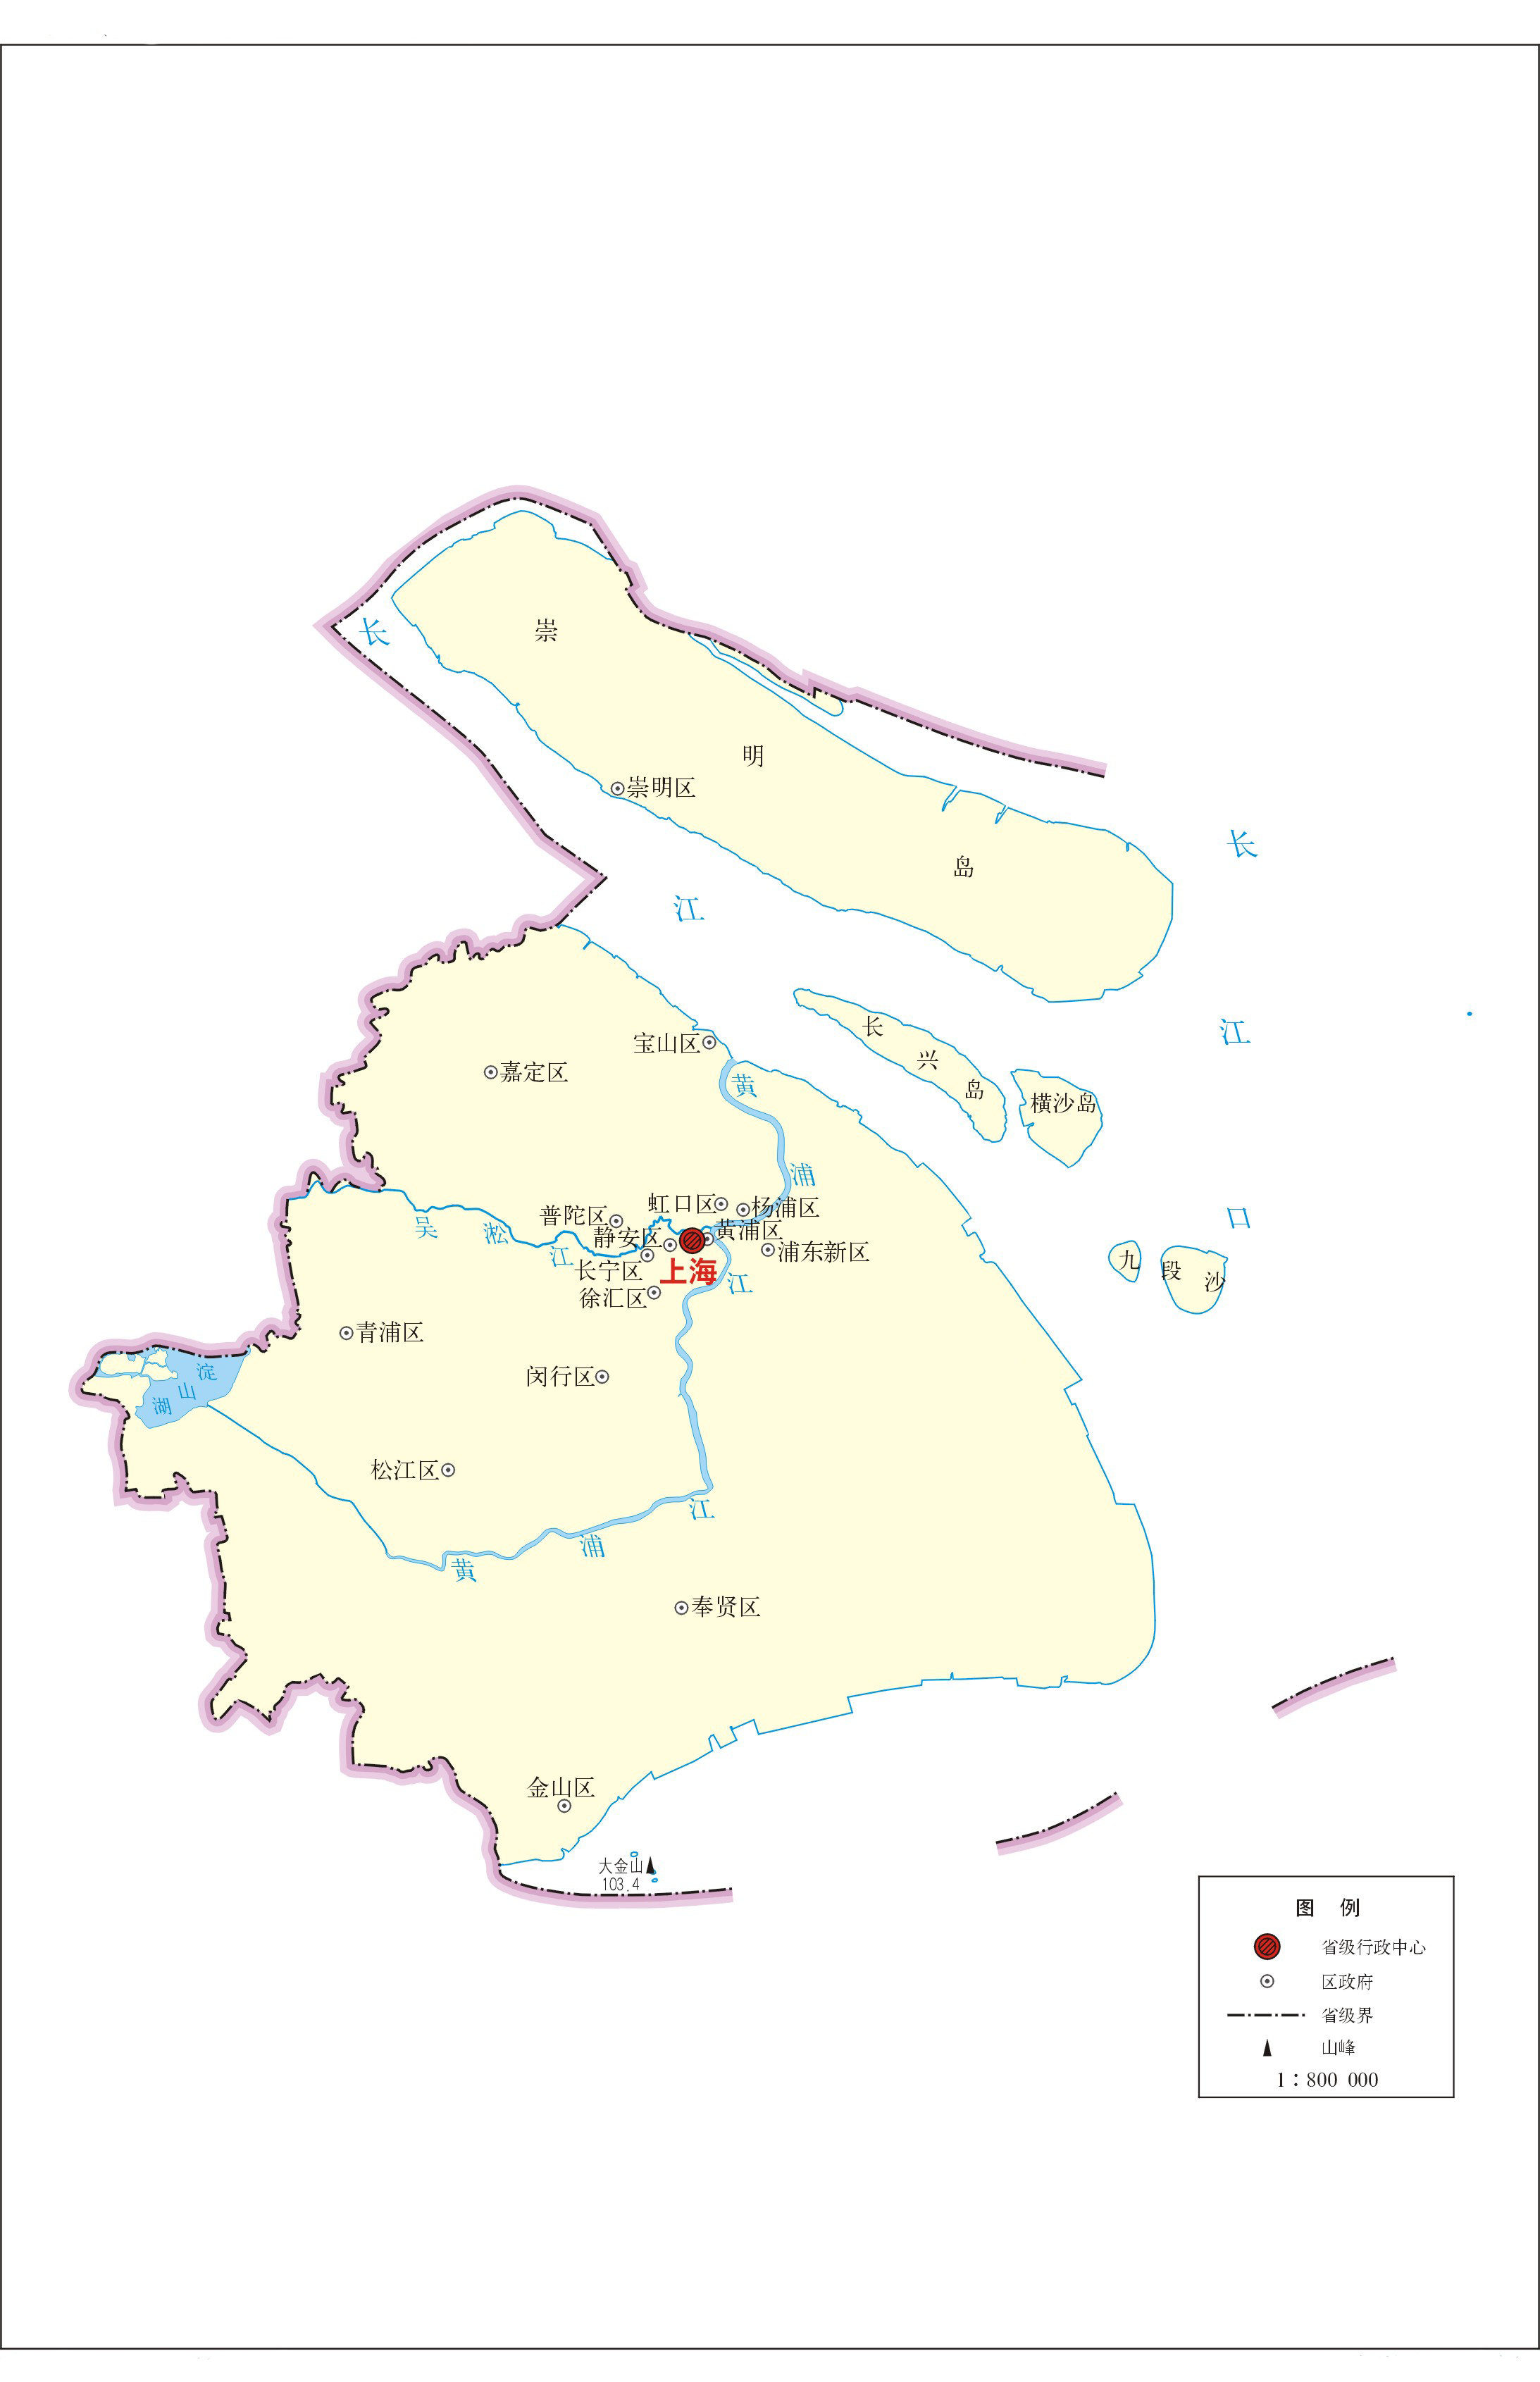 崇明岛
长江
崇明区
长江口
长兴岛
横沙岛
九段沙
宝山区
嘉定区
黄浦江
虹口区
杨浦区
普陀区
静安区
黄浦区
浦东新区
吴淞江
长宁区
上海
徐汇区
青浦区
淀山湖
闵行区
松江区
黄浦江
奉贤区
金山区
大金山
103.4
图 例
省级行政中心
区政府
省级界
山峰
1：800 000